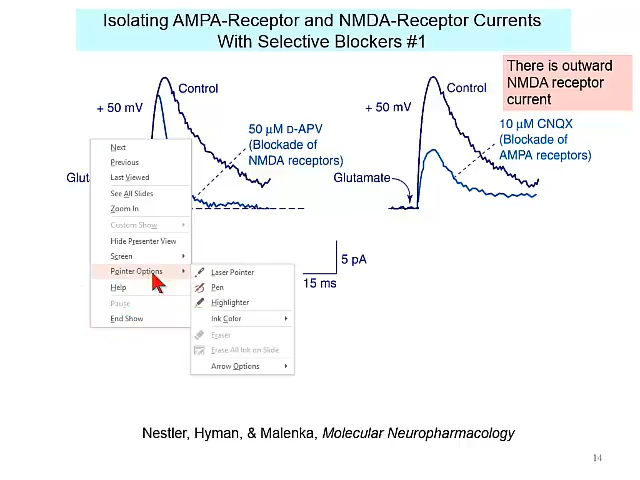 Isolating AMPA-Receptor and NMDA-Receptor Currents
With Selective Blockers #1
There is outward
NMDA receptor
current
Control
+ 50 mV
50 μM D-APV
(Blockade of
NMDA receptors)
Control
+ 50 mV
10 μM CNQX
(Blockade of
AMPA receptors)
Gluta
Glutamate
5 pA
15 ms
Next
Previous
Last Viewed
See All Slides
Zoom In
Custom Show
Hide Presenter View
Screen
Pointer Options
Help
Pause
End Show
Laser Pointer
Pen
Highlighter
Ink Color
Eraser
Erase All Ink on Slide
Arrow Options
Nestler, Hyman, & Malenka, Molecular Neuropharmacology
14